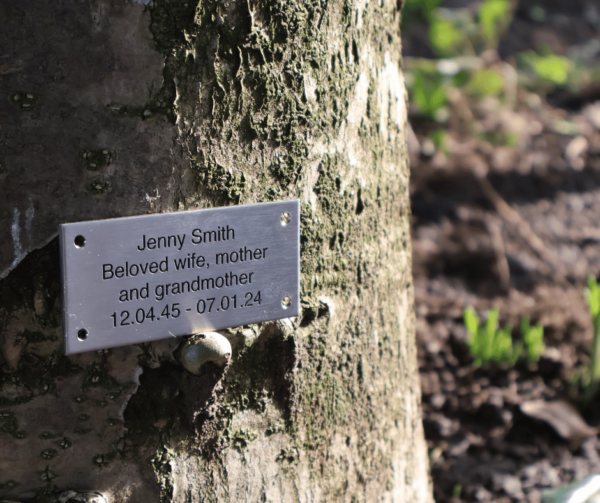 Jenny Smith
Beloved wife, mother
and grandmother
12.04.45 - 07.01.24